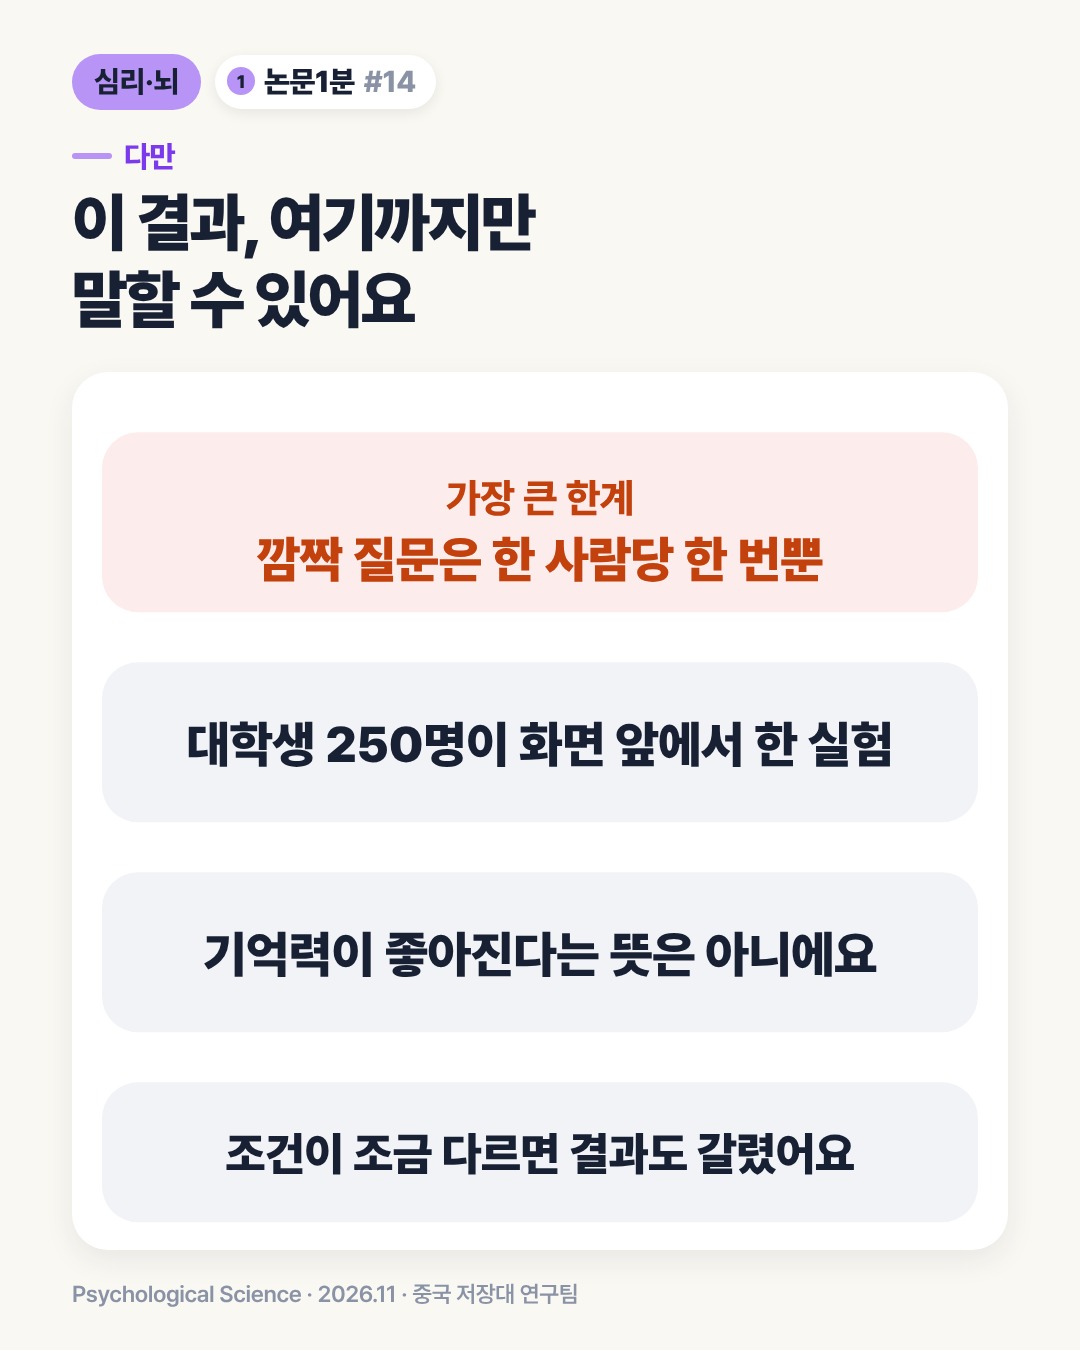 심리·뇌
1 논문1분 #14
다만
이 결과, 여기까지만
말할 수 있어요
가장 큰 한계
깜짝 질문은 한 사람당 한 번뿐
대학생 250명이 화면 앞에서 한 실험
기억력이 좋아진다는 뜻은 아니에요
조건이 조금 다르면 결과도 갈렸어요
Psychological Science · 2026.11 · 중국 저장대 연구팀